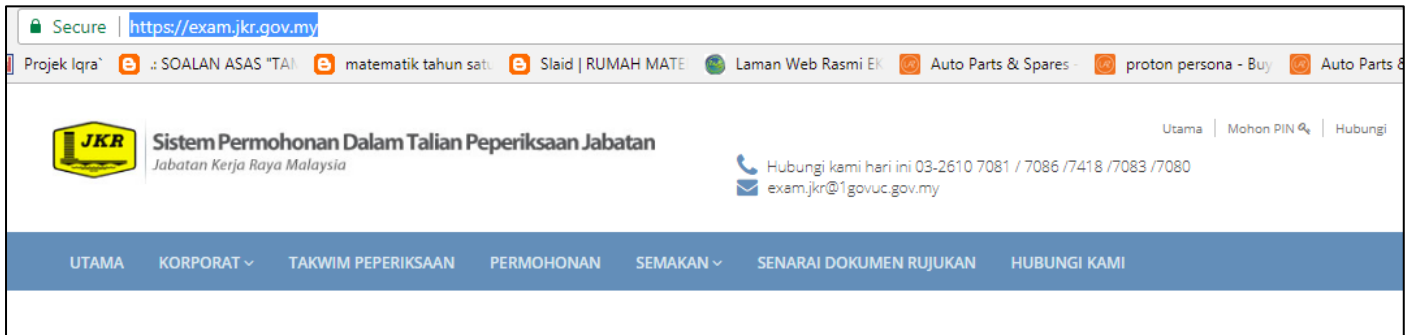 Secure | https://exam.jkr.gov.my
Projek Iqra` .: SOALAN ASAS "TAN matematik tahun satu Slaid | RUMAH MATE Laman Web Rasmi EK Auto Parts & Spares - proton persona - Buy Auto Parts &
Utama | Mohon PIN | Hubungi
JKR Sistem Permohonan Dalam Talian Peperiksaan Jabatan
Jabatan Kerja Raya Malaysia
Hubungi kami hari ini 03-2610 7081 / 7086 /7418 /7083 /7080
exam.jkr@1govuc.gov.my
UTAMA KORPORAT TAKWIM PEPERIKSAAN PERMOHONAN SEMAKAN SENARAI DOKUMEN RUJUKAN HUBUNGI KAMI